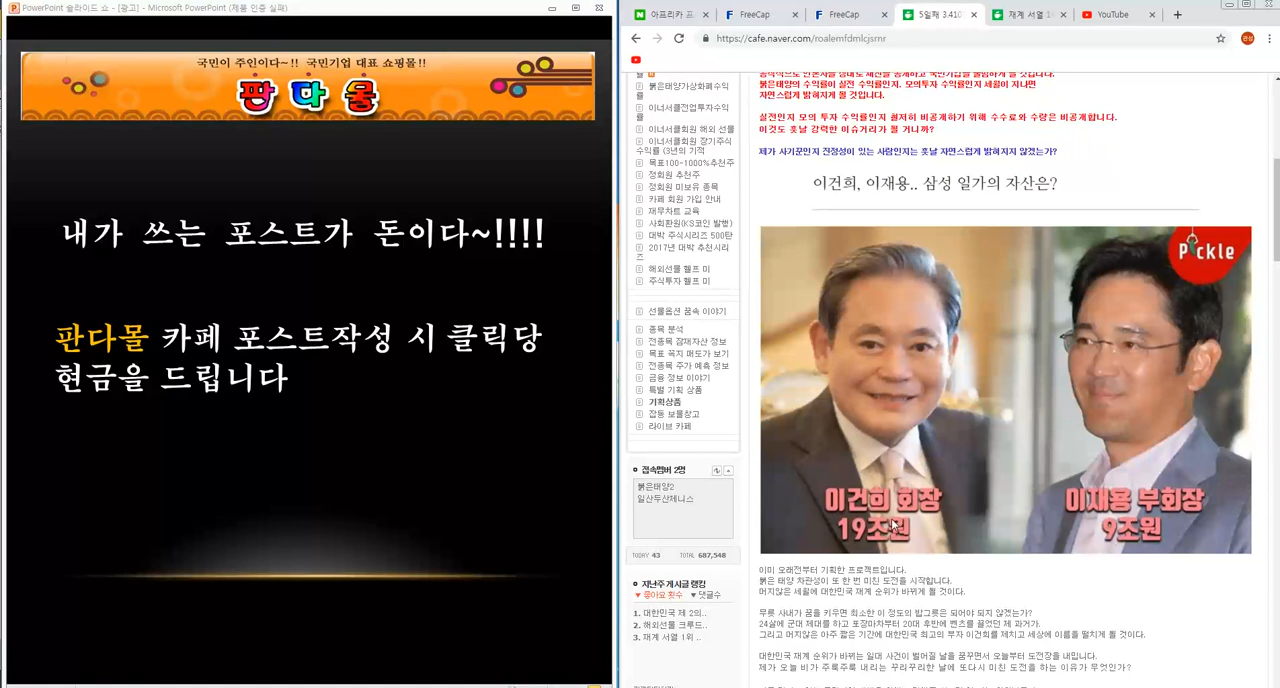 PowerPoint 슬라이드 쇼 - [광고] - Microsoft PowerPoint (제품 인증 실패)
국민이 주인이다~!! 국민기업 대표 쇼핑몰!!
판다몰
내가 쓰는 포스트가 돈이다~!!!!
판다몰 카페 포스트작성 시 클릭당
현금을 드립니다
아프리카 프
FreeCap
FreeCap
5일째 3.410
재계 서열 1
YouTube
https://cafe.naver.com/roalemfdmlcjsrnr
률
붉은태양가상화폐수익
률
이너서클전업투자수익
률
이너서클회원 해외 선물
이너서클회원 장기주식
수익률 (3년의 기적
목표100-1000%추천주
정회원 추천주
정회원 미보유 종목
카페 회원 가입 안내
재무차트 교육
사회환원(KS코인 발행)
대박 주식시리즈 500탄
2017년 대박 추천시리
즈
해외선물 헬프 미
주식투자 헬프 미
선물옵션 꿈속 이야기
종목 분석
전종목 잠재자산 정보
목표 꼭지 매도가 보기
전종목 주가 예측 정보
금융 정보 이야기
특별 기획 상품
기획상품
잡동 보물창고
라이브 카페
접속멤버 2명
붉은태양2
일산두산제니스
TODAY 43 TOTAL 687,548
지난주 게시글 랭킹
▼ 좋아요 횟수 ▼ 댓글수
1. 대한민국 제 2의..
2. 해외선물 크루드..
3. 재계 서열 1위 ..
붉은태양의 수익률이 실전 수익률인지. 모의투자 수익률인지 세월이 지나면
자연스럽게 밝혀지게 될 것입니다.
실전인지 모의 투자 수익률인지 철저히 비공개하기 위해 수수료와 수량은 비공개합니다.
이것도 훗날 강력한 이슈거리가 될 거니까?
제가 사기꾼인지 진정성이 있는 사람인지는 훗날 자연스럽게 밝혀지지 않겠는가?
이건희, 이재용.. 삼성 일가의 자산은?
Pickle
이건희 회장
19조원
이재용 부회장
9조원
이미 오래전부터 기획한 프로젝트입니다.
붉은 태양 차관성이 또 한 번 미친 도전을 시작합니다.
머지않은 세월에 대한민국 재계 순위가 바뀌게 될 것이다.
무릇 사내가 꿈을 키우면 최소한 이 정도의 밥그릇은 되어야 되지 않겠는가?
24살에 군대 제대를 하고 포장마차부터 20대 후반에 벤츠를 끌었던 제 과거가.
그리고 머지않은 아주 짧은 기간에 대한민국 최고의 부자 이건희를 제치고 세상에 이름을 떨치게 될 것이다.
대한민국 재계 순위가 바뀌는 일대 사건이 벌어질 날을 꿈꾸면서 오늘부터 도전장을 내밉니다.
제가 오늘 비가 주룩주룩 내리는 꾸리꾸리한 날에 또다시 미친 도전을 하는 이유가 무엇인가?